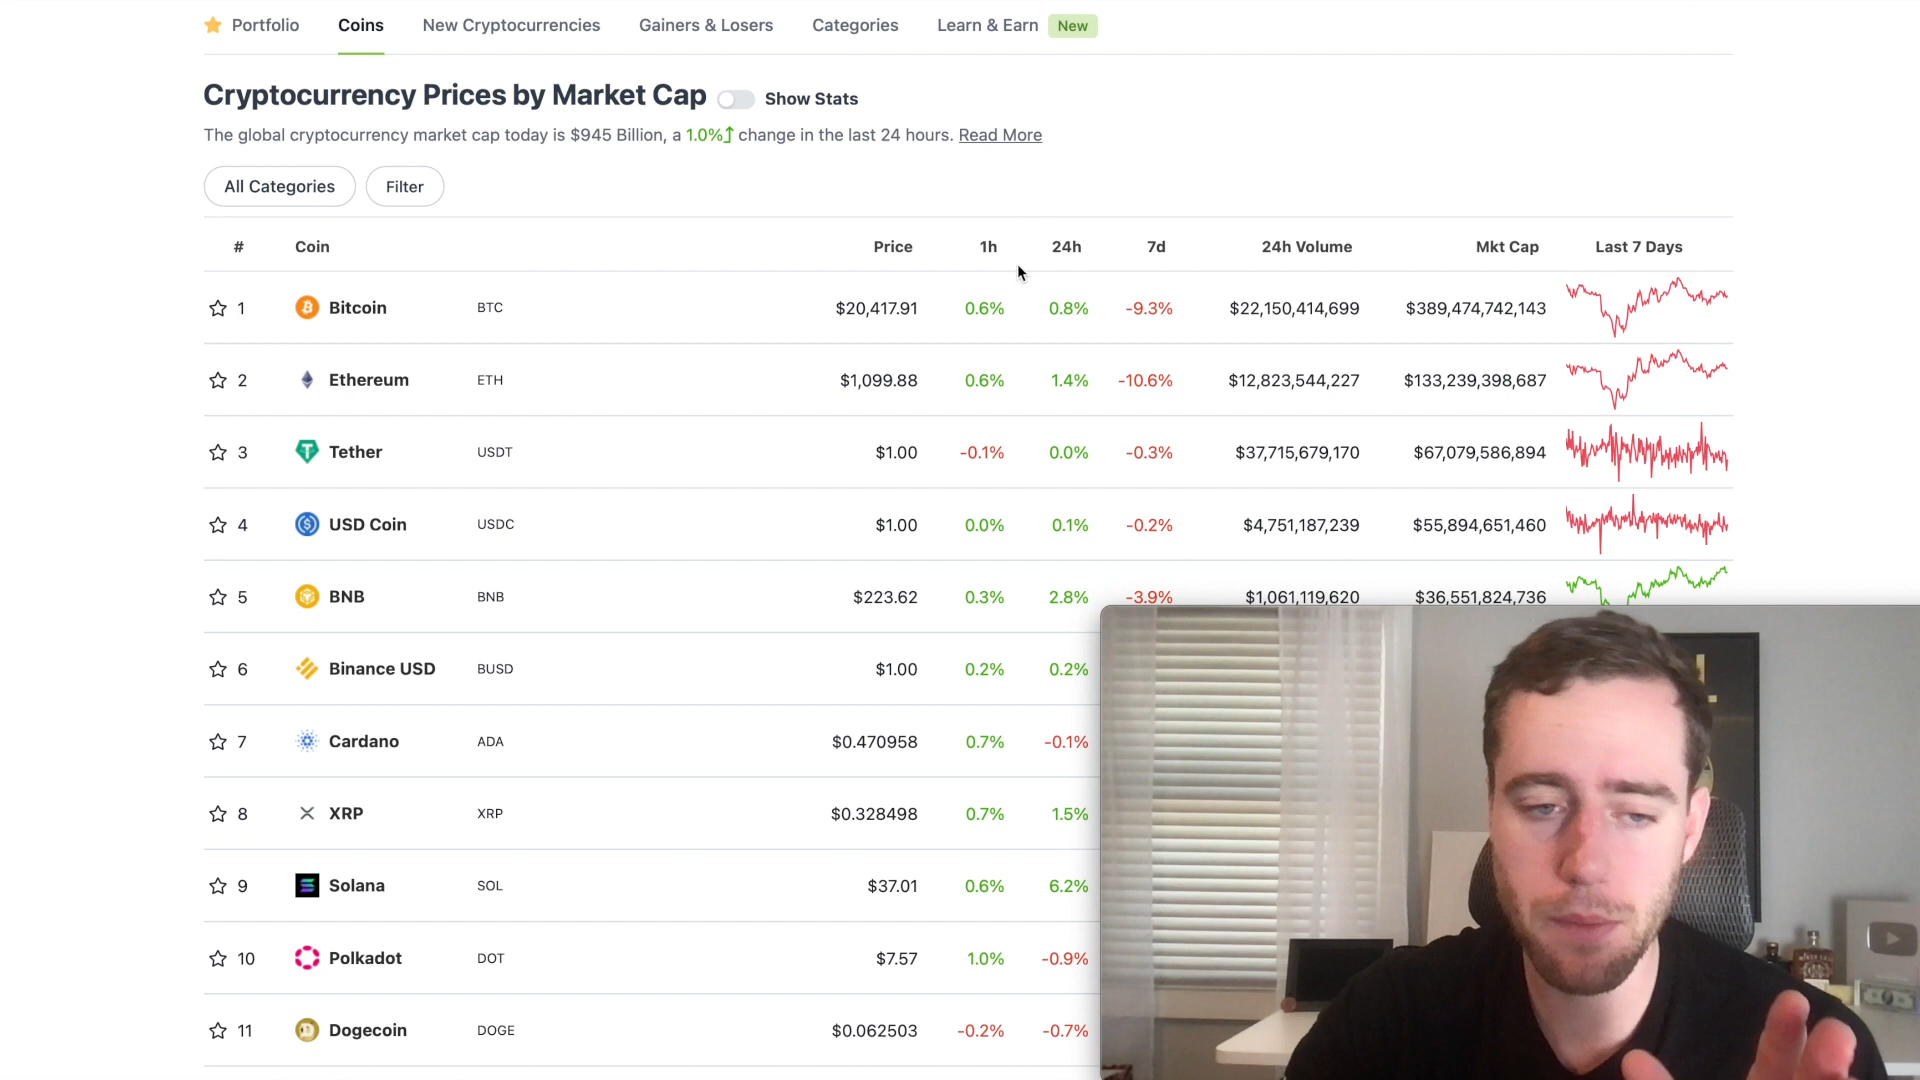 Portfolio Coins New Cryptocurrencies Gainers & Losers Categories Learn & Earn New
Cryptocurrency Prices by Market Cap Show Stats
The global cryptocurrency market cap today is $945 Billion, a 1.0% change in the last 24 hours. Read More
All Categories Filter
# Coin Price 1h 24h 7d 24h Volume Mkt Cap Last 7 Days
1 Bitcoin BTC $20,417.91 0.6% 0.8% -9.3% $22,150,414,699 $389,474,742,143
2 Ethereum ETH $1,099.88 0.6% 1.4% -10.6% $12,823,544,227 $133,239,398,687
3 Tether USDT $1.00 -0.1% 0.0% -0.3% $37,715,679,170 $67,079,586,894
4 USD Coin USDC $1.00 0.0% 0.1% -0.2% $4,751,187,239 $55,894,651,460
5 BNB BNB $223.62 0.3% 2.8% -3.9% $1,061,119,620 $36,551,824,736
6 Binance USD BUSD $1.00 0.2% 0.2%
7 Cardano ADA $0.470958 0.7% -0.1%
8 XRP XRP $0.328498 0.7% 1.5%
9 Solana SOL $37.01 0.6% 6.2%
10 Polkadot DOT $7.57 1.0% -0.9%
11 Dogecoin DOGE $0.062503 -0.2% -0.7%